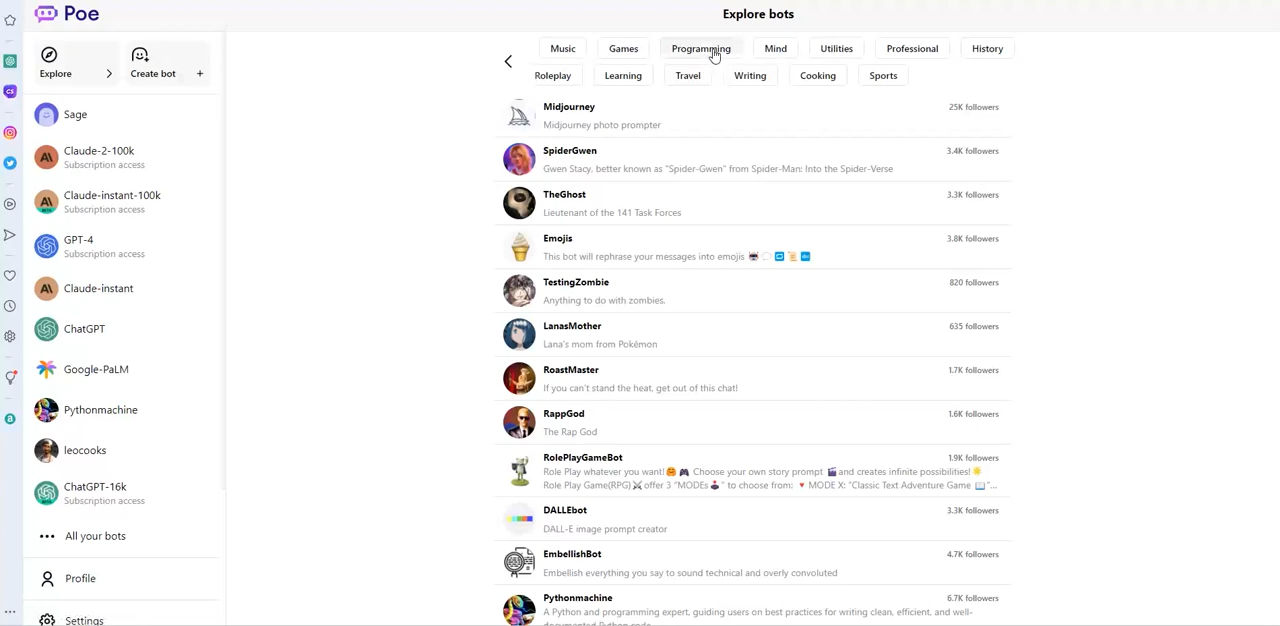 Poe
Explore bots
Explore
Create bot
+
Sage
Claude-2-100k
Subscription access
Claude-instant-100k
Subscription access
GPT-4
Subscription access
Claude-instant
ChatGPT
Google-PaLM
Pythonmachine
leocooks
ChatGPT-16k
Subscription access
All your bots
Profile
Settings
Music Games Programming Mind Utilities Professional History
Roleplay Learning Travel Writing Cooking Sports
Midjourney 25K followers
Midjourney photo prompter
SpiderGwen 3.4K followers
Gwen Stacy, better known as "Spider-Gwen" from Spider-Man: Into the Spider-Verse
TheGhost 3.3K followers
Lieutenant of the 141 Task Forces
Emojis 3.8K followers
This bot will rephrase your messages into emojis
TestingZombie 820 followers
Anything to do with zombies.
LanasMother 635 followers
Lana's mom from Pokémon
RoastMaster 1.7K followers
If you can't stand the heat, get out of this chat!
RappGod 1.6K followers
The Rap God
RolePlayGameBot 1.9K followers
Role Play whatever you want!🤗 🎮 Choose your own story prompt 🎬and creates infinite possibilities!🌟
Role Play Game(RPG)⚔offer 3 "MODEs🕹" to choose from: 🔻 MODE X: "Classic Text Adventure Game 📖"...
DALLEbot 3.3K followers
DALL-E image prompt creator
EmbellishBot 4.7K followers
Embellish everything you say to sound technical and overly convoluted
Pythonmachine 6.7K followers
A Python and programming expert, guiding users on best practices for writing clean, efficient, and well-
documented Python code.